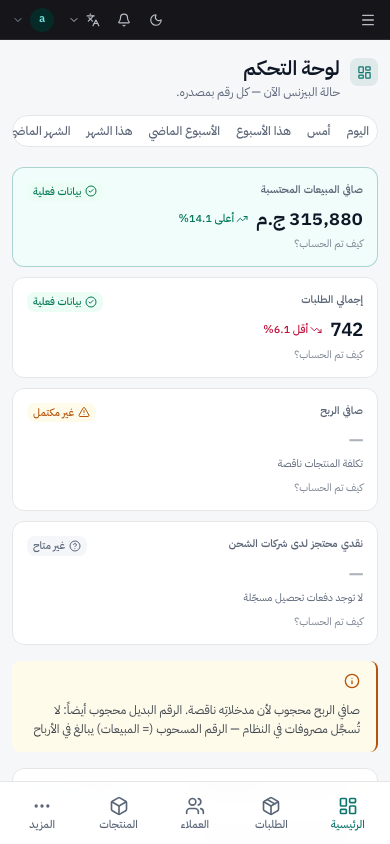 a
لوحة التحكم
حالة البيزنس الآن — كل رقم بمصدره.
اليوم أمس هذا الأسبوع الأسبوع الماضي هذا الشهر الشهر الماضي
صافي المبيعات المحتسبة
بيانات فعلية
315,880 ج.م
أعلى 14.1%
كيف تم الحساب؟
إجمالي الطلبات
بيانات فعلية
742
أقل 6.1%
كيف تم الحساب؟
صافي الربح
غير مكتمل
—
تكلفة المنتجات ناقصة
كيف تم الحساب؟
نقدي محتجز لدى شركات الشحن
غير متاح
—
لا توجد دفعات تحصيل مسجّلة
كيف تم الحساب؟
صافي الربح محجوب لأن مدخلاته ناقصة. الرقم البديل محجوب أيضاً: لا
تُسجَّل مصروفات في النظام — الرقم المسحوب (= المبيعات) يبالغ في الأرباح
الرئيسية
الطلبات
العملاء
المنتجات
المزيد